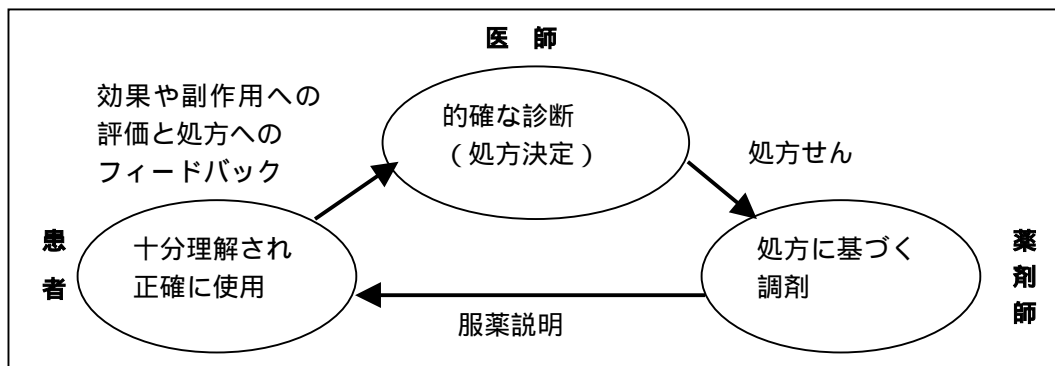 医 師
効果や副作用への
評価と処方への
フィードバック
的確な診断
（処方決定）
処方せん
患者
十分理解され
正確に使用
処方に基づく
調剤
薬剤師
服薬説明